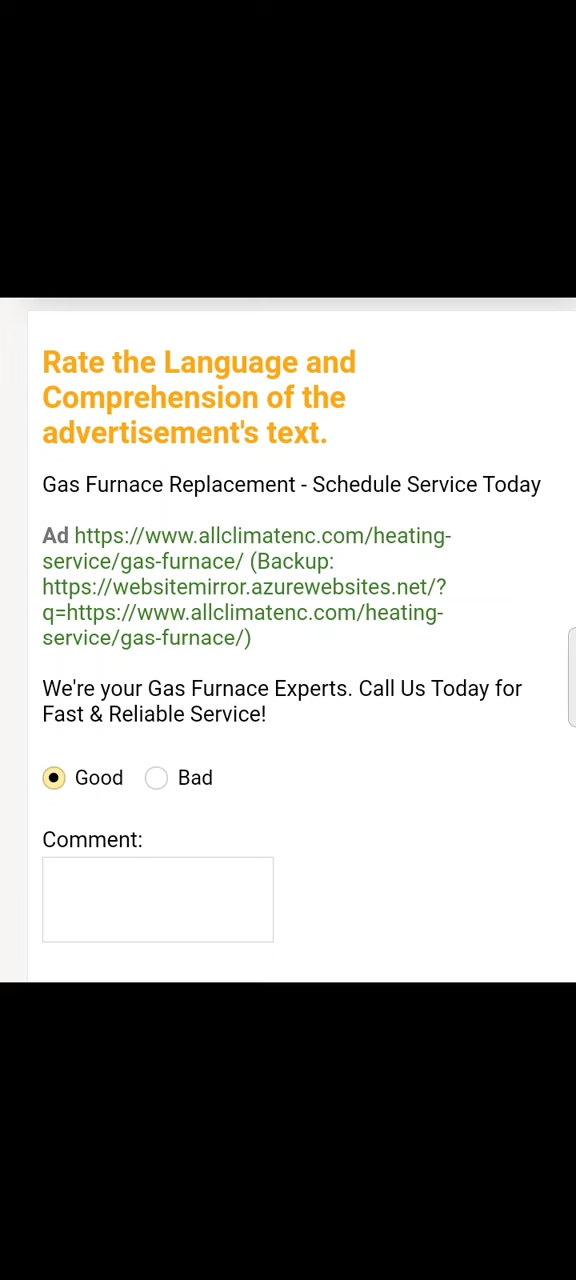 Rate the Language and
Comprehension of the
advertisement's text.
Gas Furnace Replacement - Schedule Service Today
Ad https://www.allclimatenc.com/heating-
service/gas-furnace/ (Backup:
https://websitemirror.azurewebsites.net/?
q=https://www.allclimatenc.com/heating-
service/gas-furnace/)
We're your Gas Furnace Experts. Call Us Today for
Fast & Reliable Service!
Good Bad
Comment: